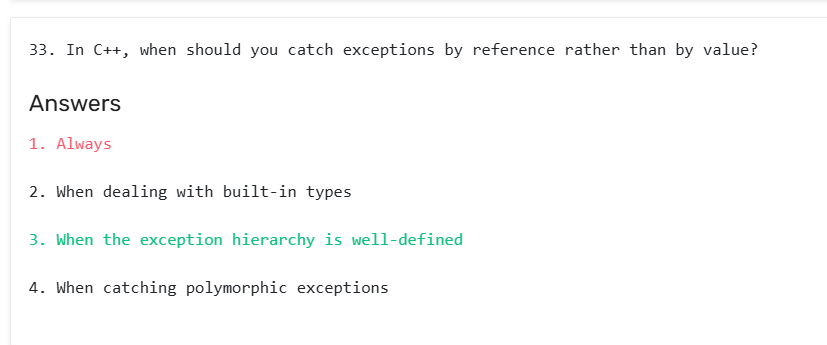 33. In C++, when should you catch exceptions by reference rather than by value?
Answers
1. Always
2. When dealing with built-in types
3. When the exception hierarchy is well-defined
4. When catching polymorphic exceptions